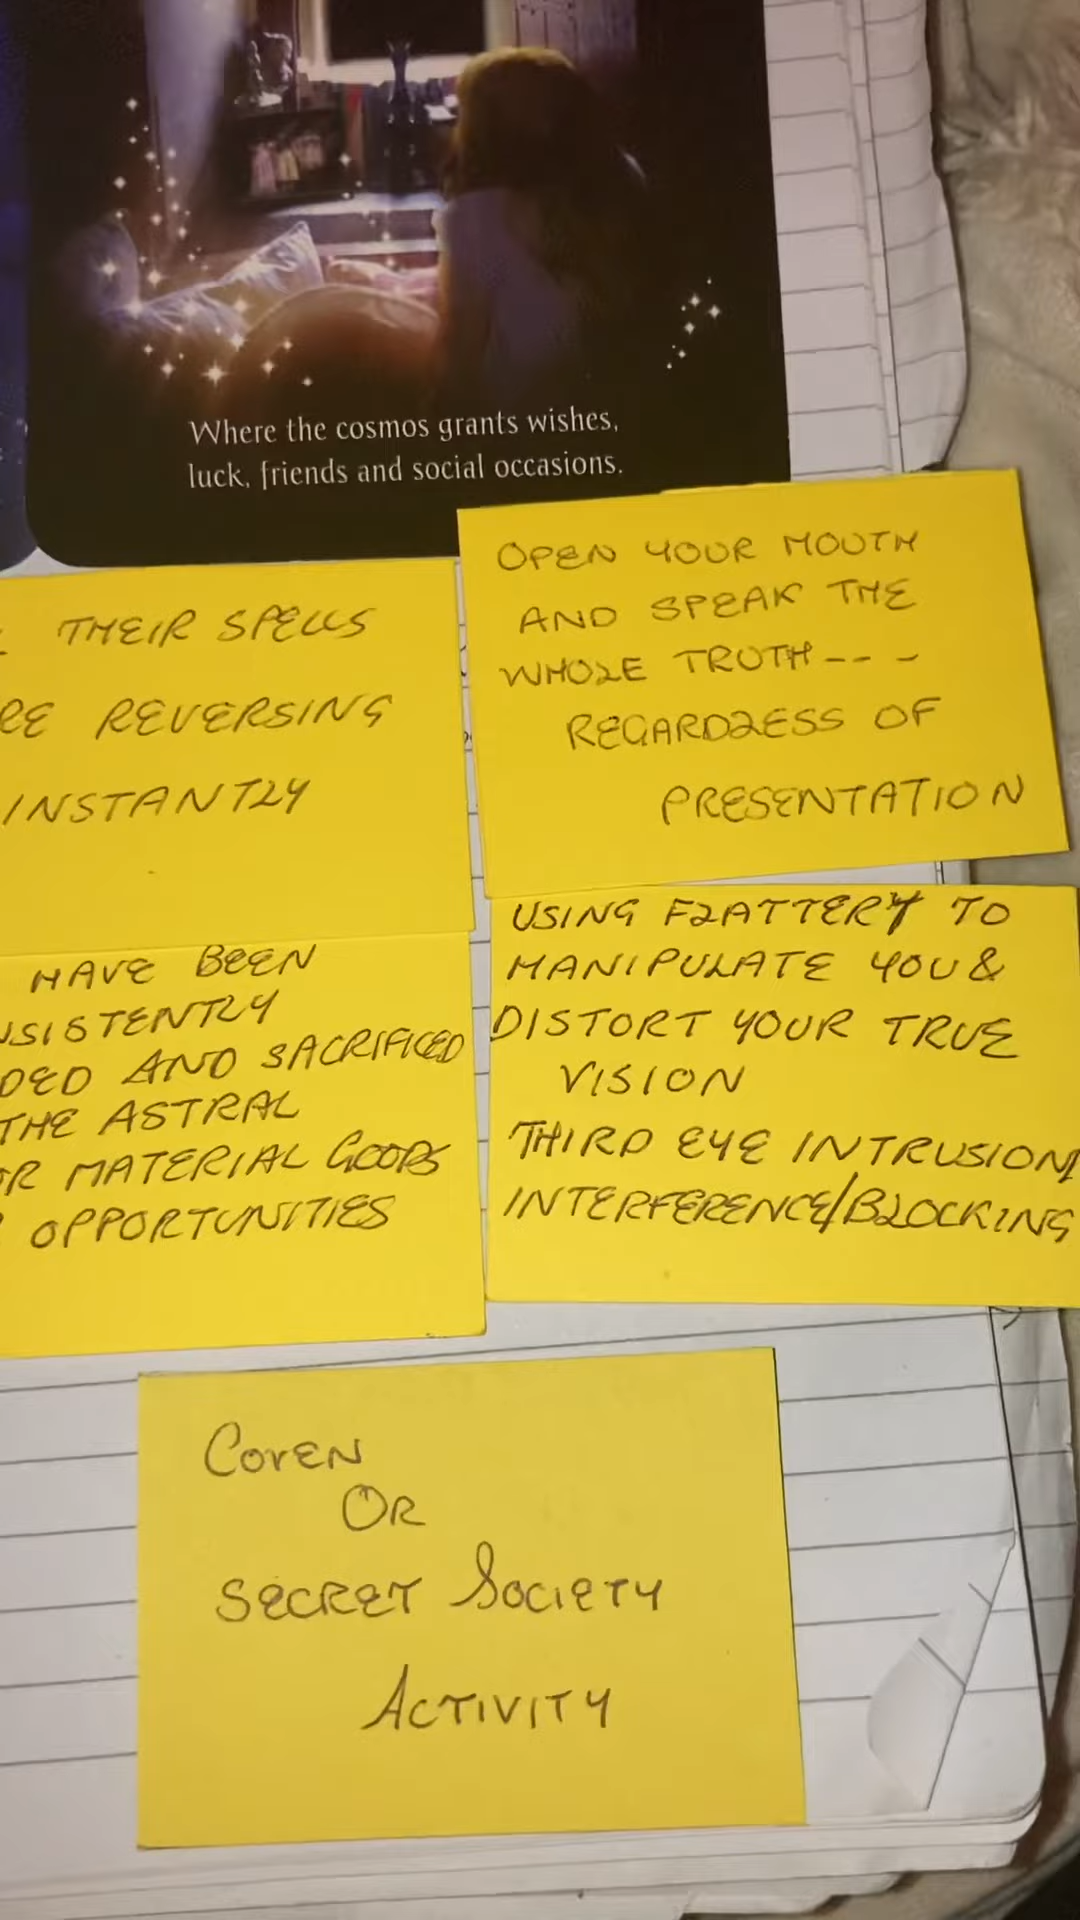 Where the cosmos grants wishes,
luck, friends and social occasions.
THEIR SPELLS
REVERSING
INSTANTLY
OPEN YOUR MOUTH
AND SPEAK THE
WHOLE TRUTH---
REGARDLESS OF
PRESENTATION
HAVE BEEN
AND SACRIFICED
THE ASTRAL
MATERIAL GOODS
OPPORTUNITIES
USING FLATTERY TO
MANIPULATE YOU &
DISTORT YOUR TRUE
VISION
THIRD EYE INTRUSION/
INTERFERENCE/BLOCKING
COVEN
OR
SECRET SOCIETY
ACTIVITY